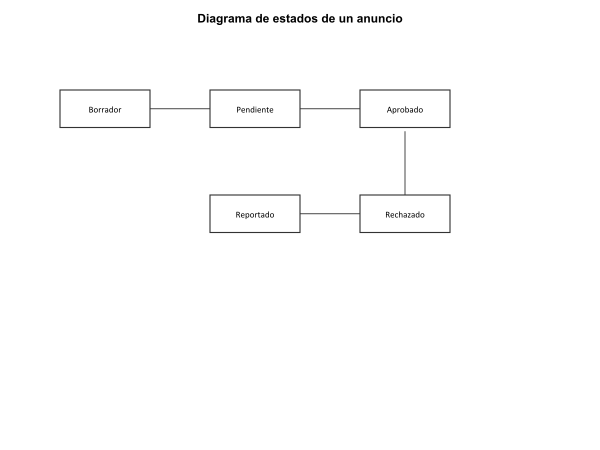 Diagrama de estados de un anuncio
Borrador
Pendiente
Aprobado
Reportado
Rechazado